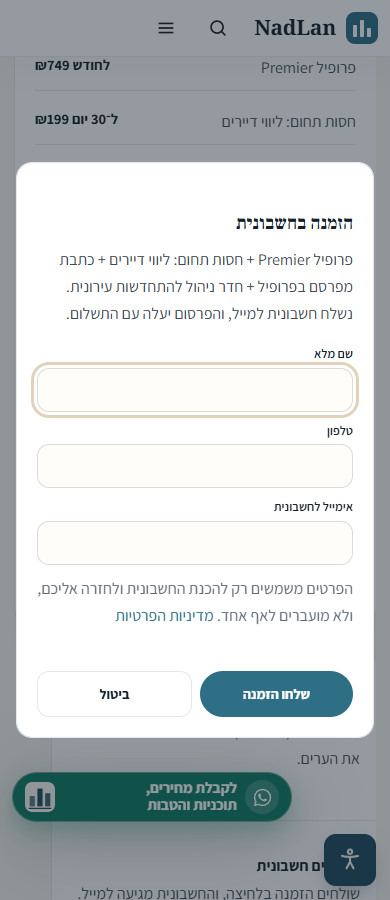 NadLan
פרופיל Premier
₪749 לחודש
חסות תחום: ליווי דיירים
₪199 ל־30 יום
הזמנה בחשבונית
פרופיל Premier + חסות תחום: ליווי דיירים + כתבת
מפרסם בפרופיל + חדר ניהול להתחדשות עירונית.
נשלח חשבונית למייל, והפרסום יעלה עם התשלום.
שם מלא
טלפון
אימייל לחשבונית
הפרטים משמשים רק להכנת החשבונית ולחזרה אליכם,
ולא מועברים לאף אחד. מדיניות הפרטיות
שלחו הזמנה
ביטול
את הערים.
לקבלת מחירים,
תוכניות והטבות
ים חשבונית
שולחים הזמנה בלחיצה, והחשבונית מגיעה למייל.